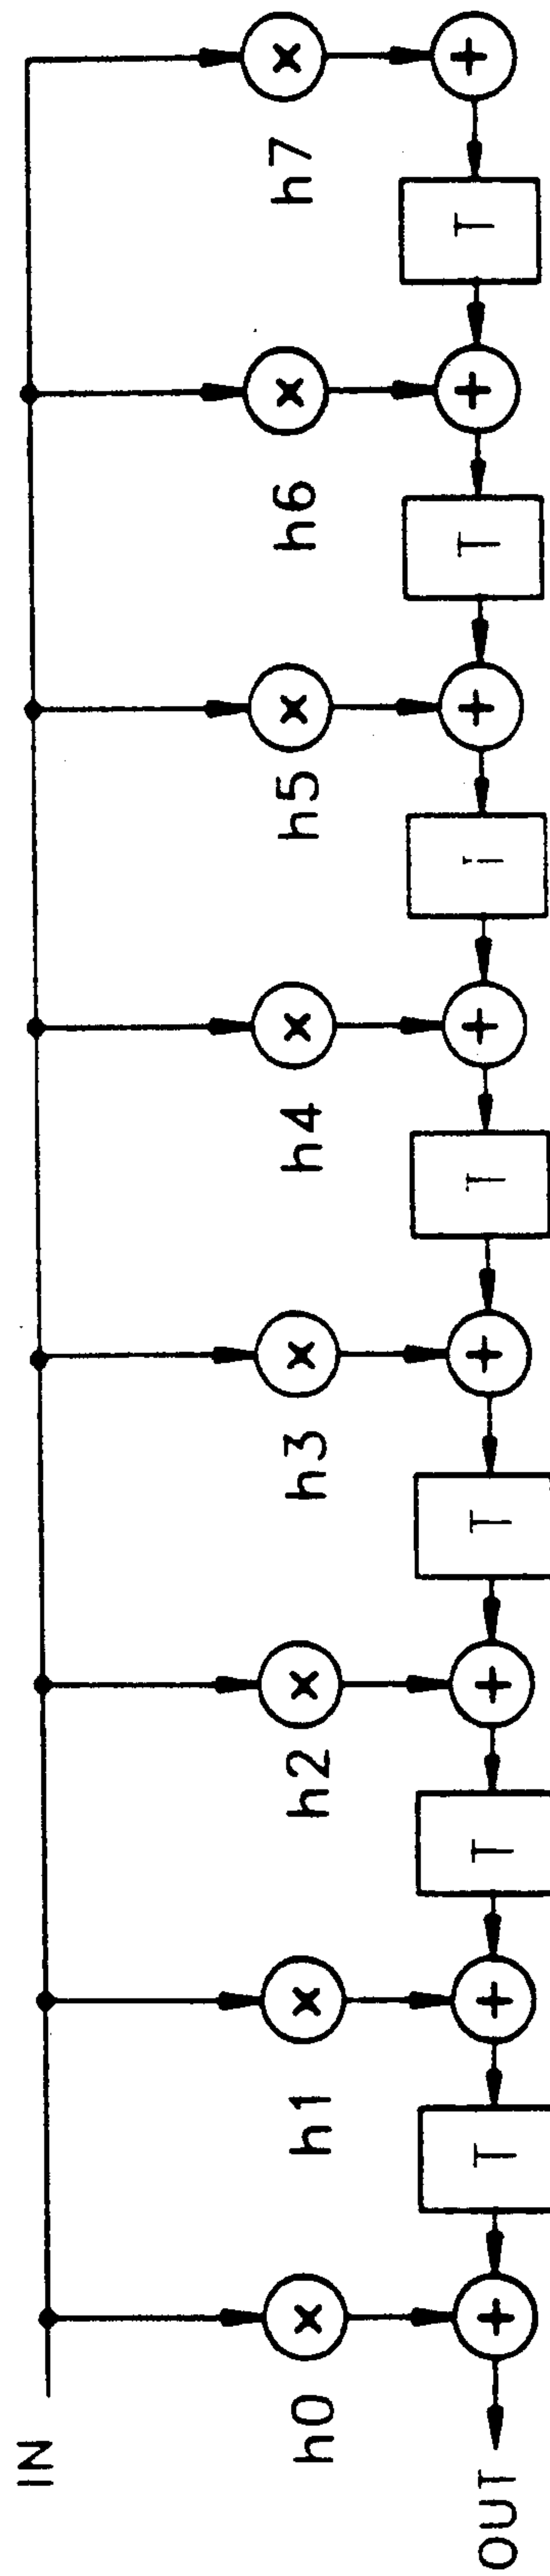 IN
h0 h1 h2 h3 h4 h5 h6 h7
× × × × × × × ×
OUT + T + T + T + T + T + T + T +